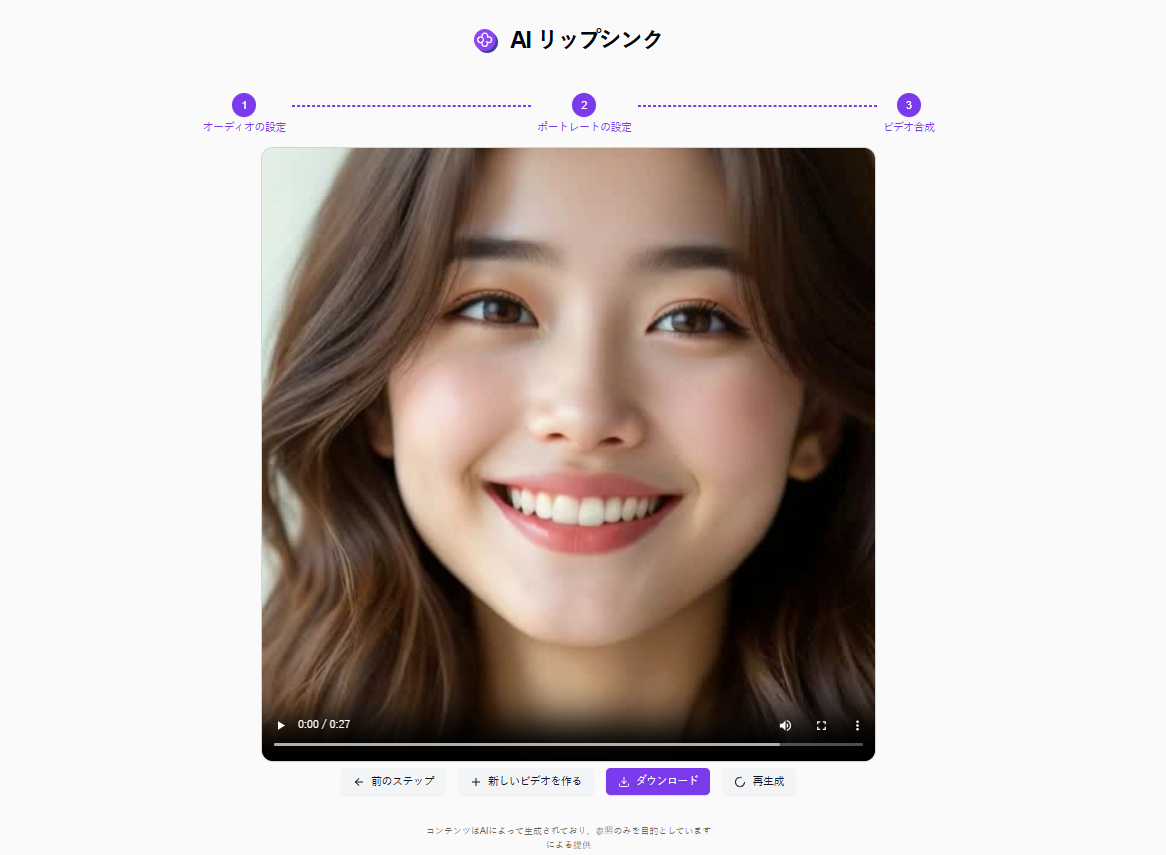 AI リップシンク
1
2
3
オーディオの設定
ポートレートの設定
ビデオ合成
0:00 / 0:27
前のステップ
新しいビデオを作る
ダウンロード
再生成
コンテンツはAIによって生成されており、参照のみを目的としています
による提供